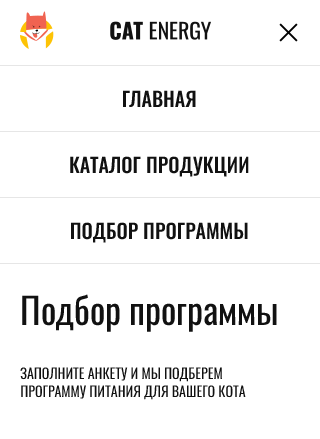 CAT ENERGY
ГЛАВНАЯ
КАТАЛОГ ПРОДУКЦИИ
ПОДБОР ПРОГРАММЫ
Подбор программы
ЗАПОЛНИТЕ АНКЕТУ И МЫ ПОДБЕРЕМ
ПРОГРАММУ ПИТАНИЯ ДЛЯ ВАШЕГО КОТА